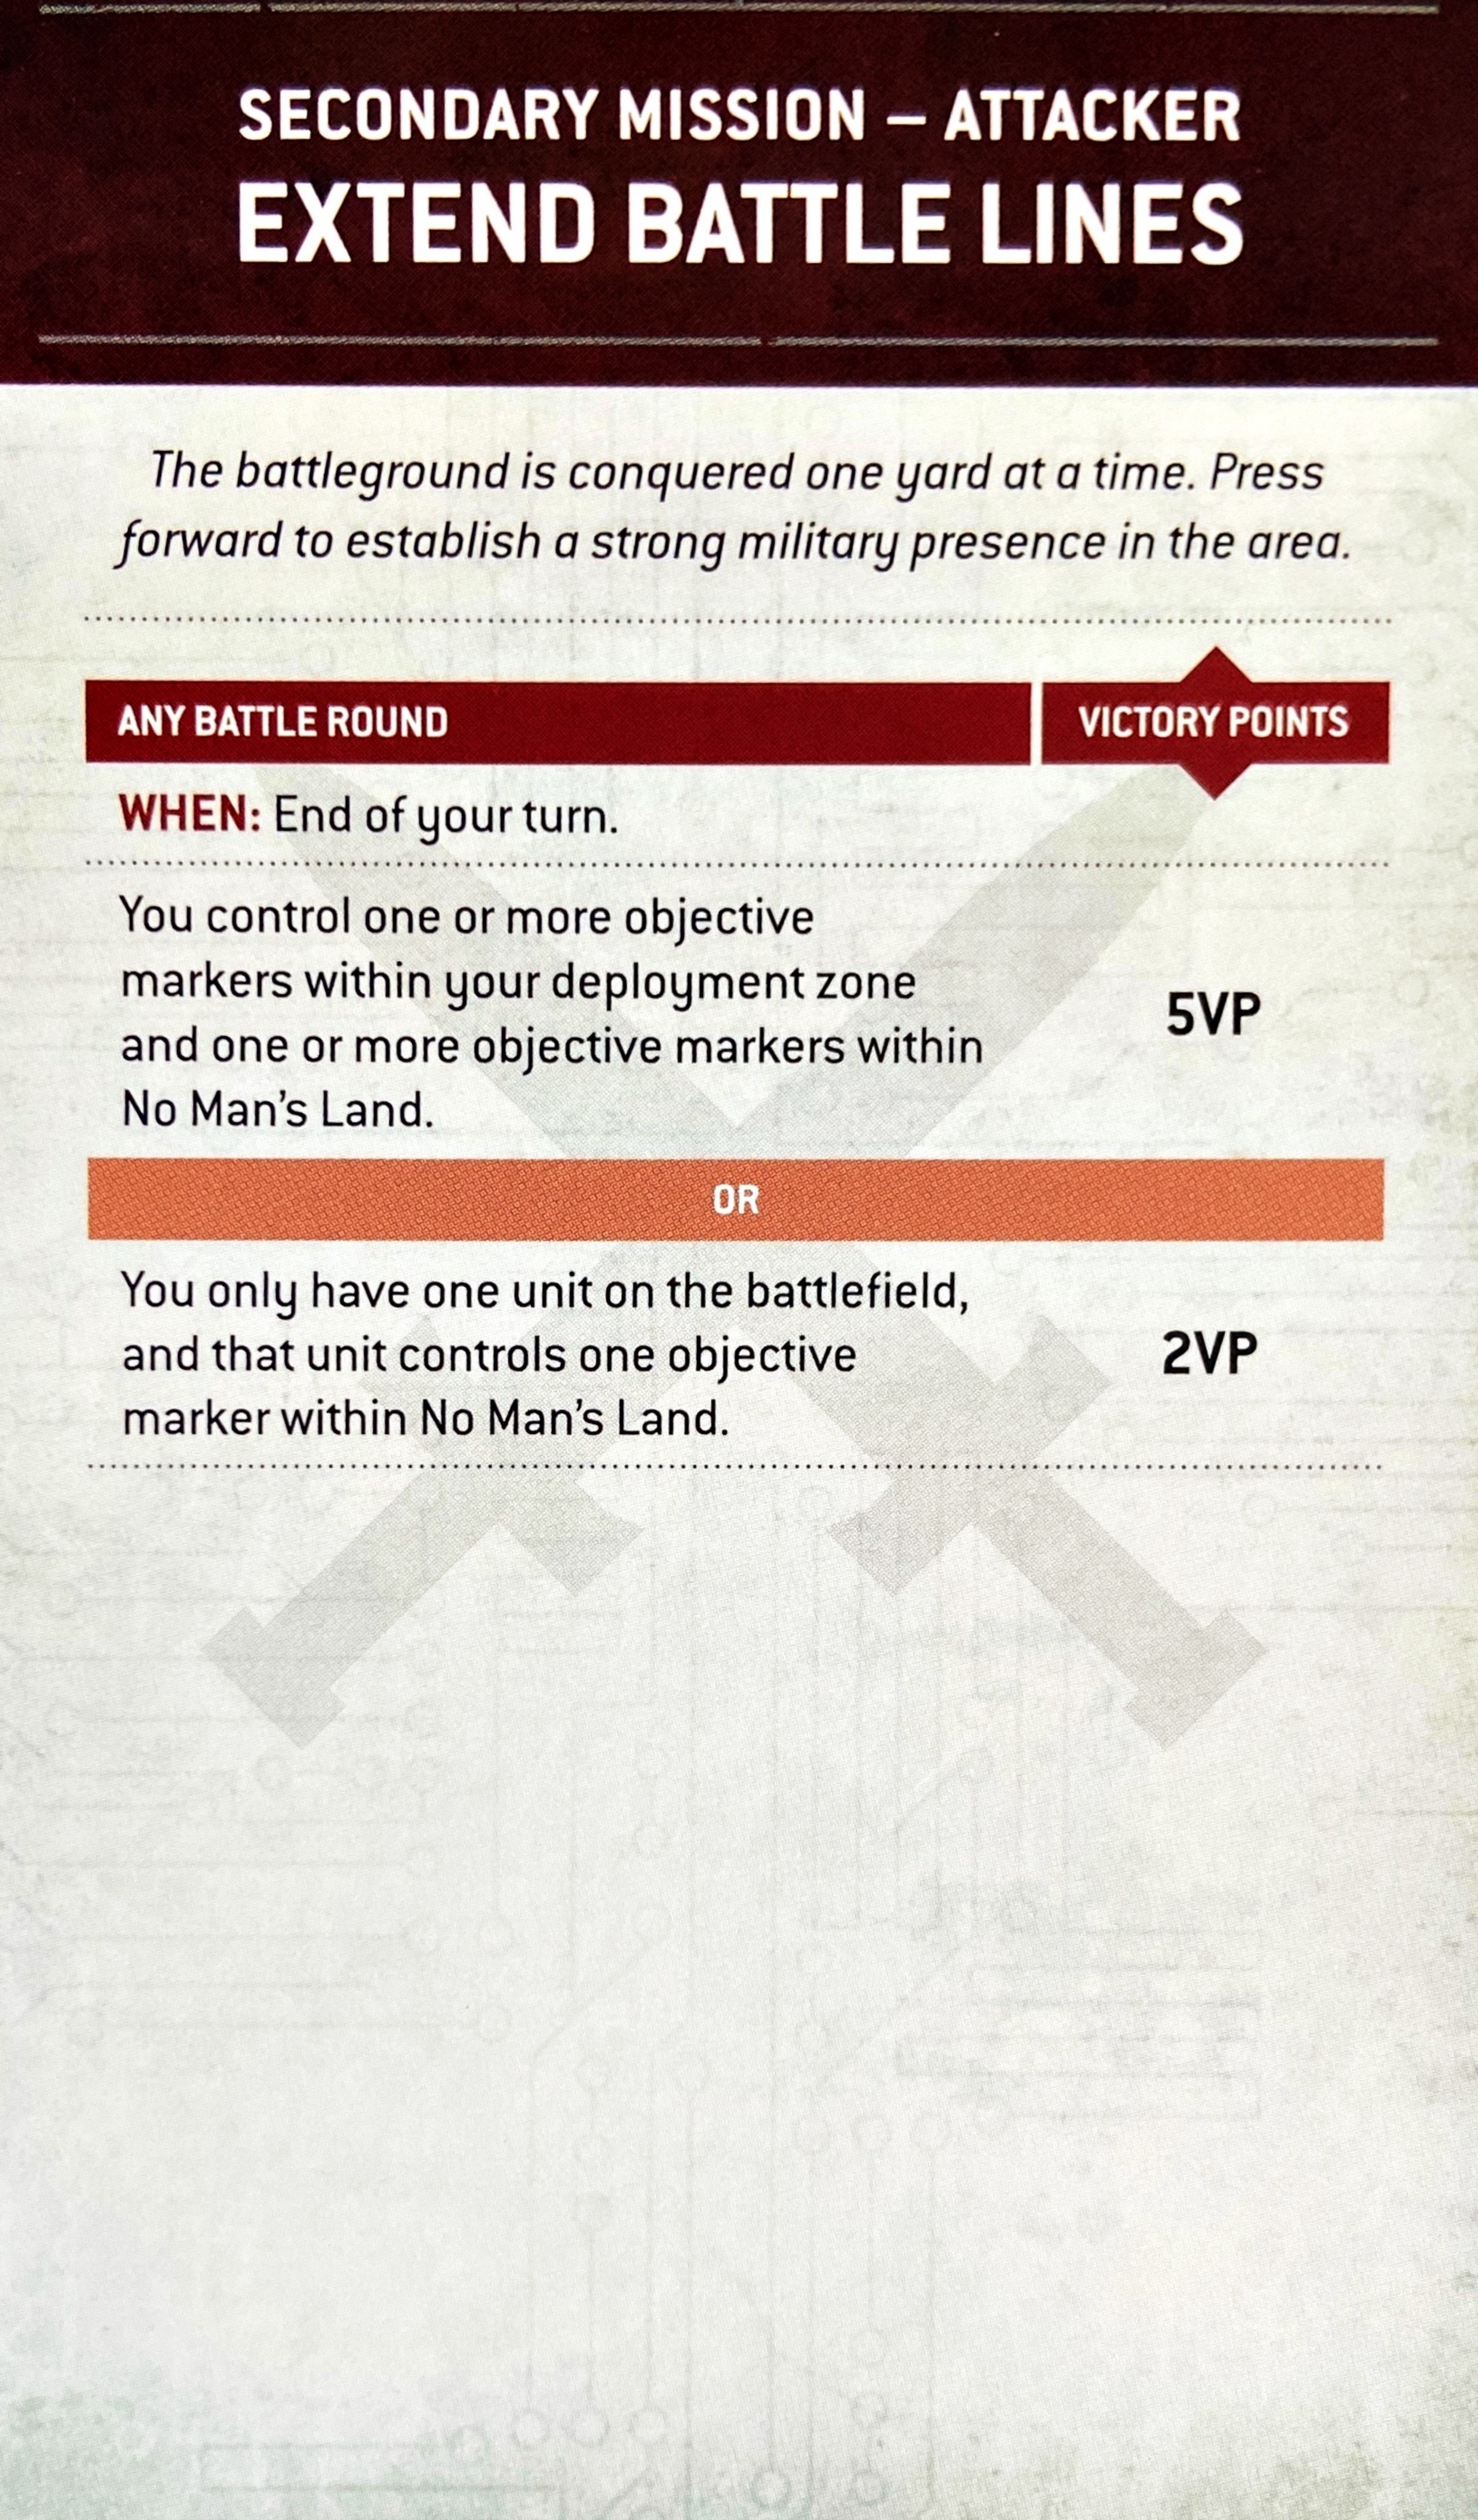 SECONDARY MISSION – ATTACKER
EXTEND BATTLE LINES
The battleground is conquered one yard at a time. Press
forward to establish a strong military presence in the area.
ANY BATTLE ROUND VICTORY POINTS
WHEN: End of your turn.
You control one or more objective
markers within your deployment zone
and one or more objective markers within
No Man's Land.
5VP
OR
You only have one unit on the battlefield,
and that unit controls one objective
marker within No Man's Land.
2VP